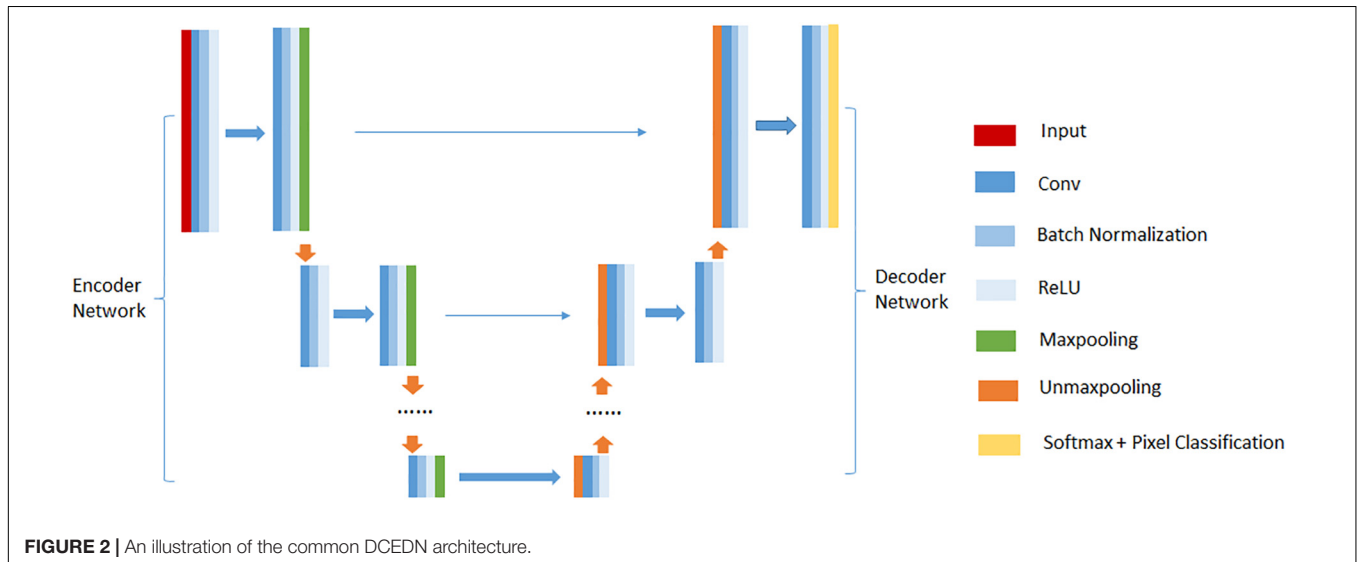 Encoder
Network
……
……
Decoder
Network
Input
Conv
Batch Normalization
ReLU
Maxpooling
Unmaxpooling
Softmax + Pixel Classification
FIGURE 2 | An illustration of the common DCEDN architecture.